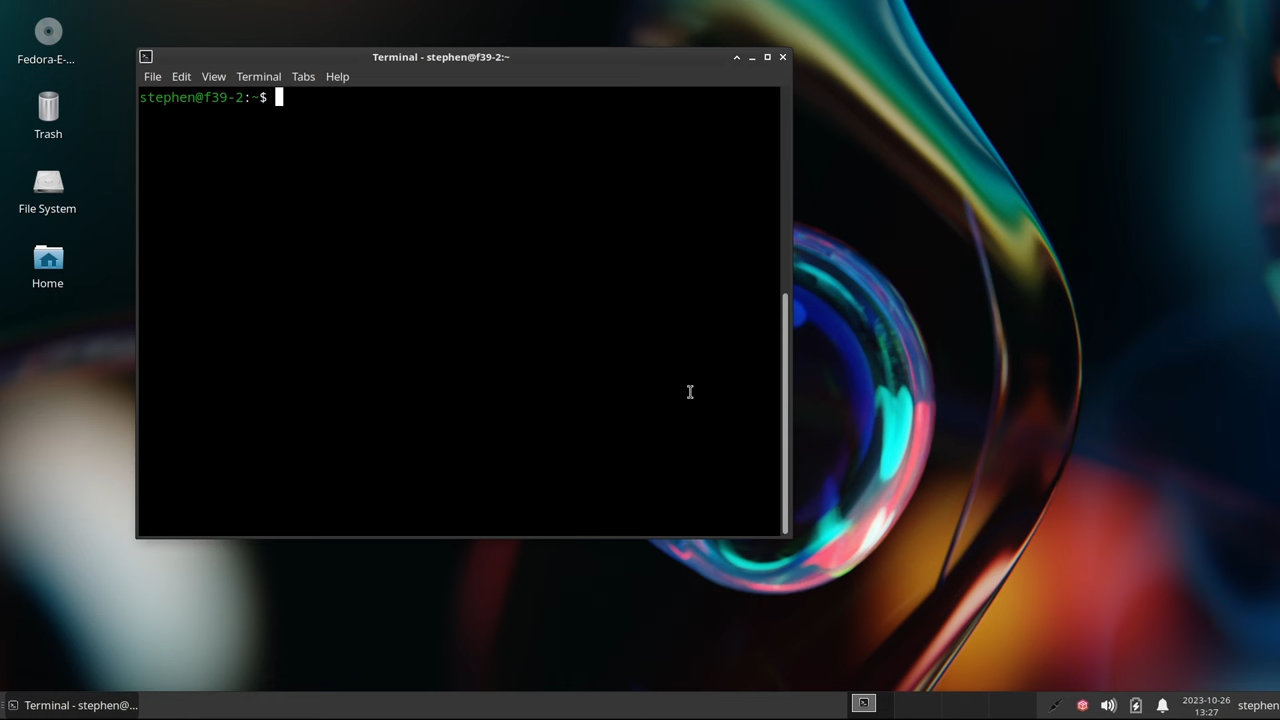 Fedora-E-...
Trash
File System
Home
Terminal - stephen@f39-2:~
File Edit View Terminal Tabs Help
stephen@f39-2:~$
Terminal - stephen@...
2023-10-26
13:27
stephen